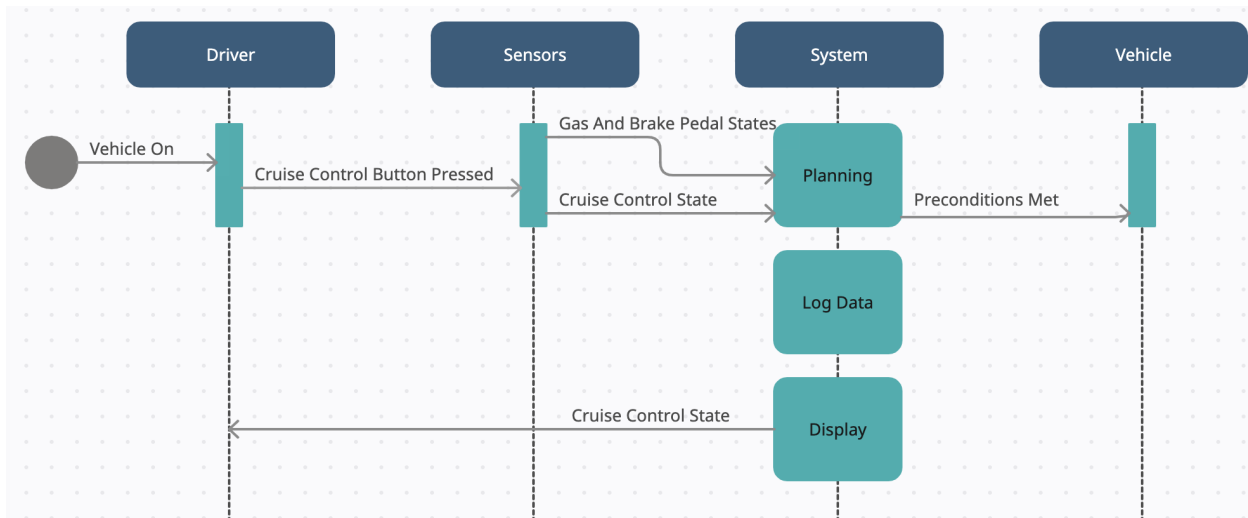 Driver
Sensors
System
Vehicle
Gas And Brake Pedal States
Vehicle On
Cruise Control Button Pressed
Planning
Cruise Control State
Preconditions Met
Log Data
Cruise Control State
Display